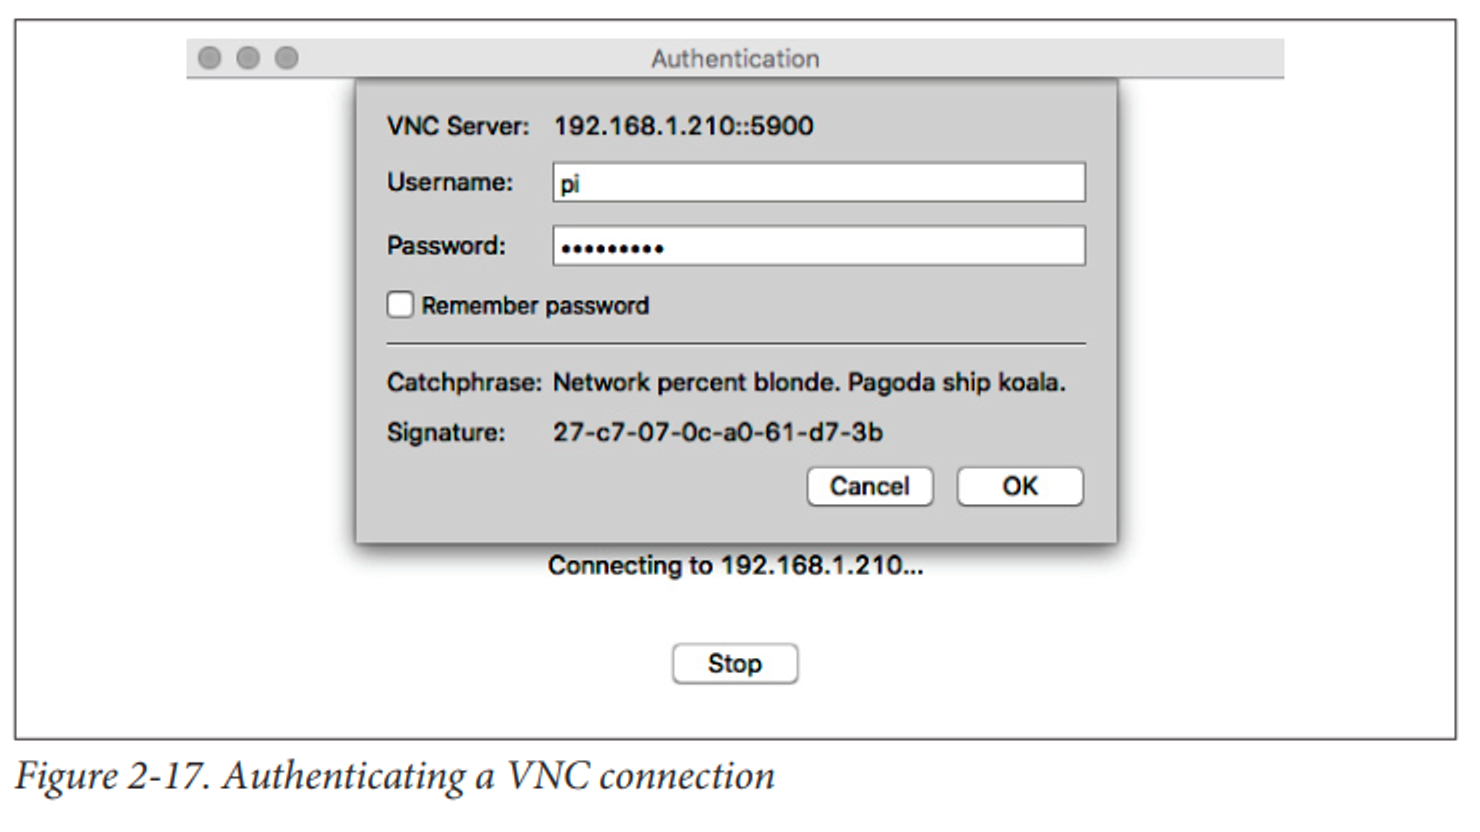 Authentication
VNC Server: 192.168.1.210::5900
Username: pi
Password: •••••••••
Remember password
Catchphrase: Network percent blonde. Pagoda ship koala.
Signature: 27-c7-07-0c-a0-61-d7-3b
Cancel OK
Connecting to 192.168.1.210...
Stop
Figure 2-17. Authenticating a VNC connection